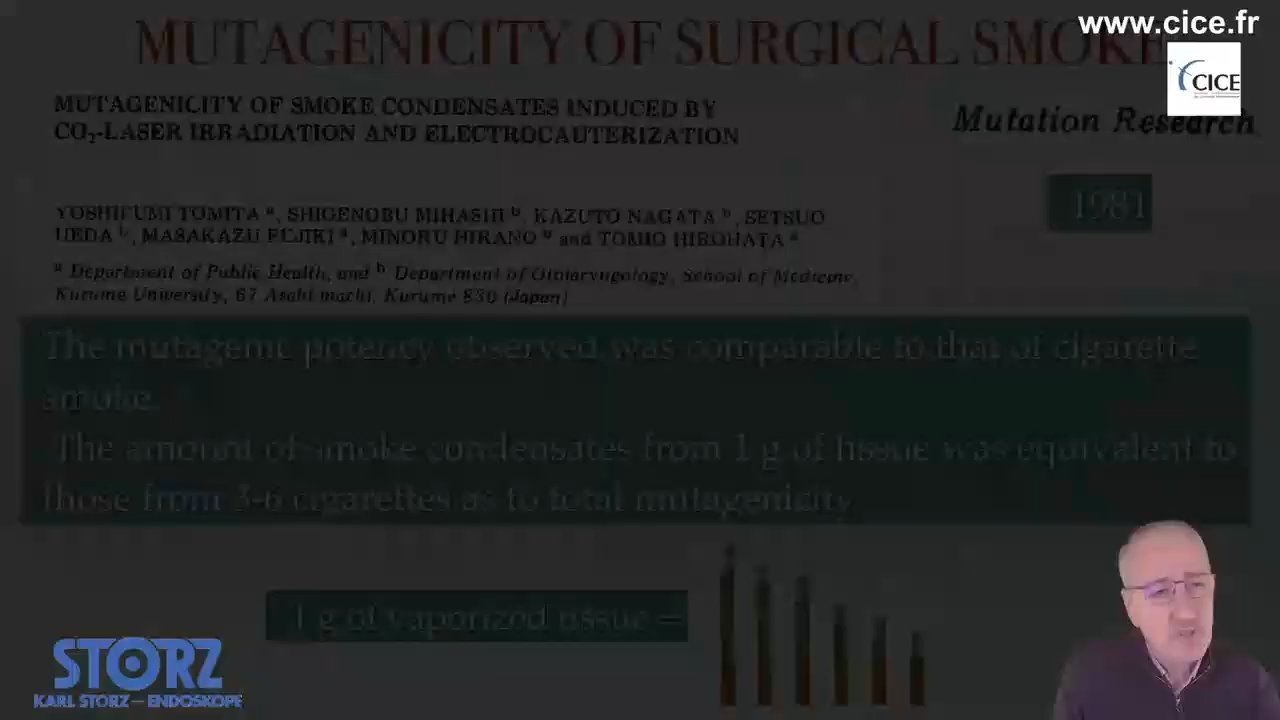 www.cice.fr
MUTAGENICITY OF SURGICAL SMOKE
CICE
MUTAGENICITY OF SMOKE CONDENSATES INDUCED BY
CO₂-LASER IRRADIATION AND ELECTROCAUTERIZATION
Mutation Research
1981
YOSHIFUMI TOMITA ᵃ, SHIGENOBU MIHASHI ᵇ, KAZUTO NAGATA ᵇ, SETSUO
UEDA ᵇ, MASAKAZU FUJIKI ᵃ, MINORU HIRANO ᵇ and TOMIO HIROHATA ᵃ
ᵃ Department of Public Health, and ᵇ Department of Otolaryngology, School of Medicine,
Kurume University, 67 Asahi-machi, Kurume 830 (Japan)
The mutagenic potency observed was comparable to that of cigarette
smoke.
The amount of smoke condensates from 1 g of tissue was equivalent to
those from 3-6 cigarettes as to total mutagenicity
1 g of vaporized tissue =
STORZ
KARL STORZ — ENDOSKOPE